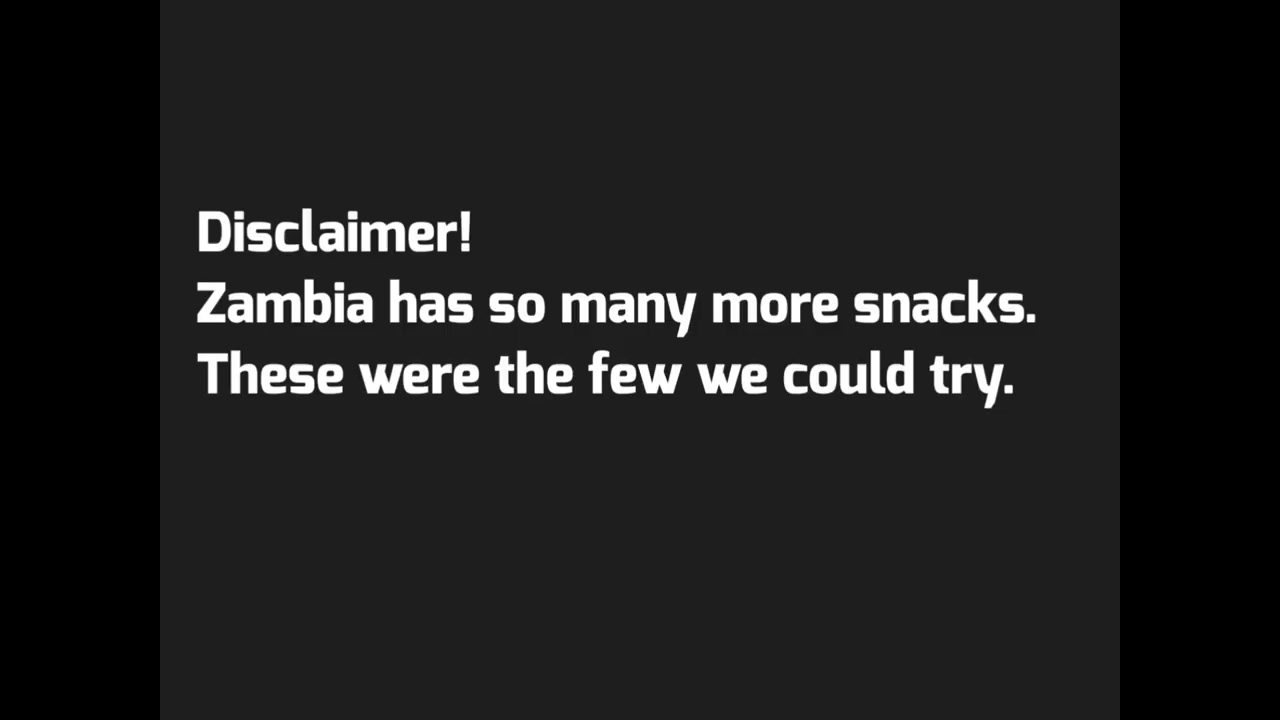 Disclaimer!
Zambia has so many more snacks.
These were the few we could try.